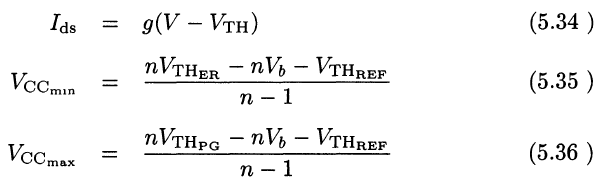 I_ds = g(V − V_TH) (5.34 )
V_CC_min = (nV_TH_ER − nV_b − V_TH_REF) / (n − 1) (5.35 )
V_CC_max = (nV_TH_PG − nV_b − V_TH_REF) / (n − 1) (5.36 )